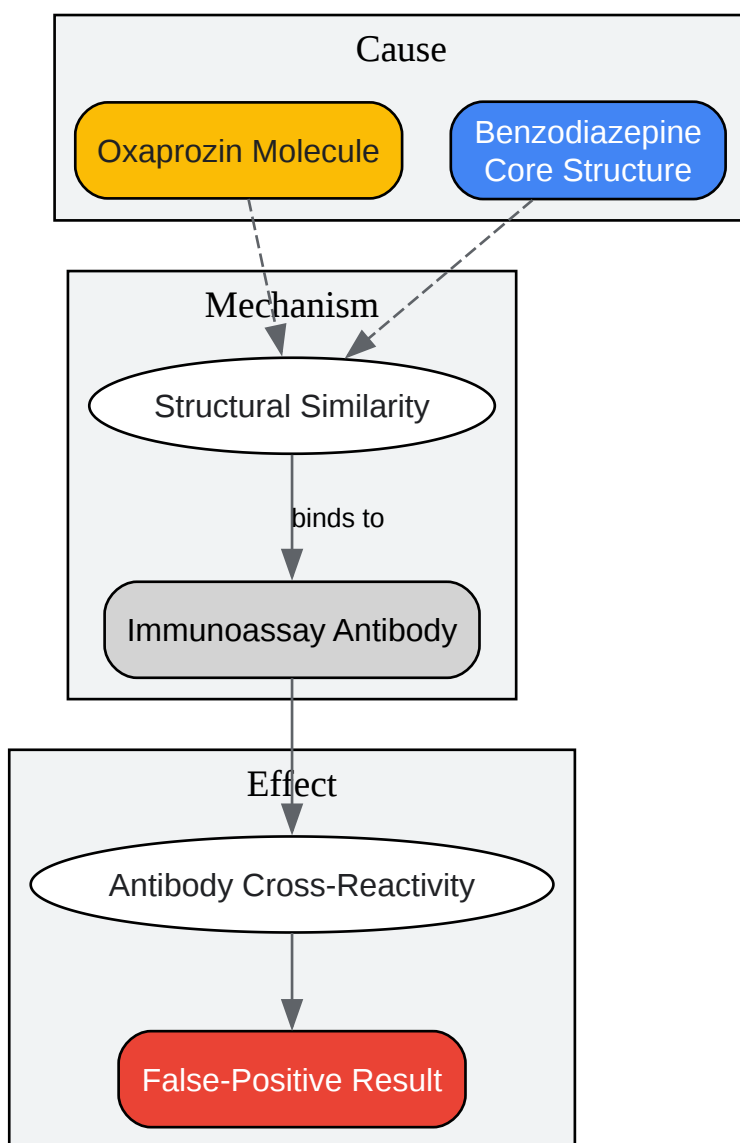 Cause
Oxaprozin Molecule
Benzodiazepine
Core Structure
Mechanism
Structural Similarity
binds to
Immunoassay Antibody
Effect
Antibody Cross-Reactivity
False-Positive Result